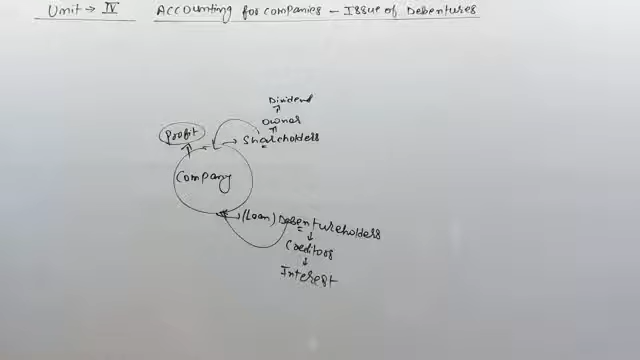 Unit → IV Accounting for companies – Issue of Debentures
Dividend
↑
owner
↑
Profit
Shareholders
Company
(Loan) Debentureholders
↓
Creditors
↓
Interest